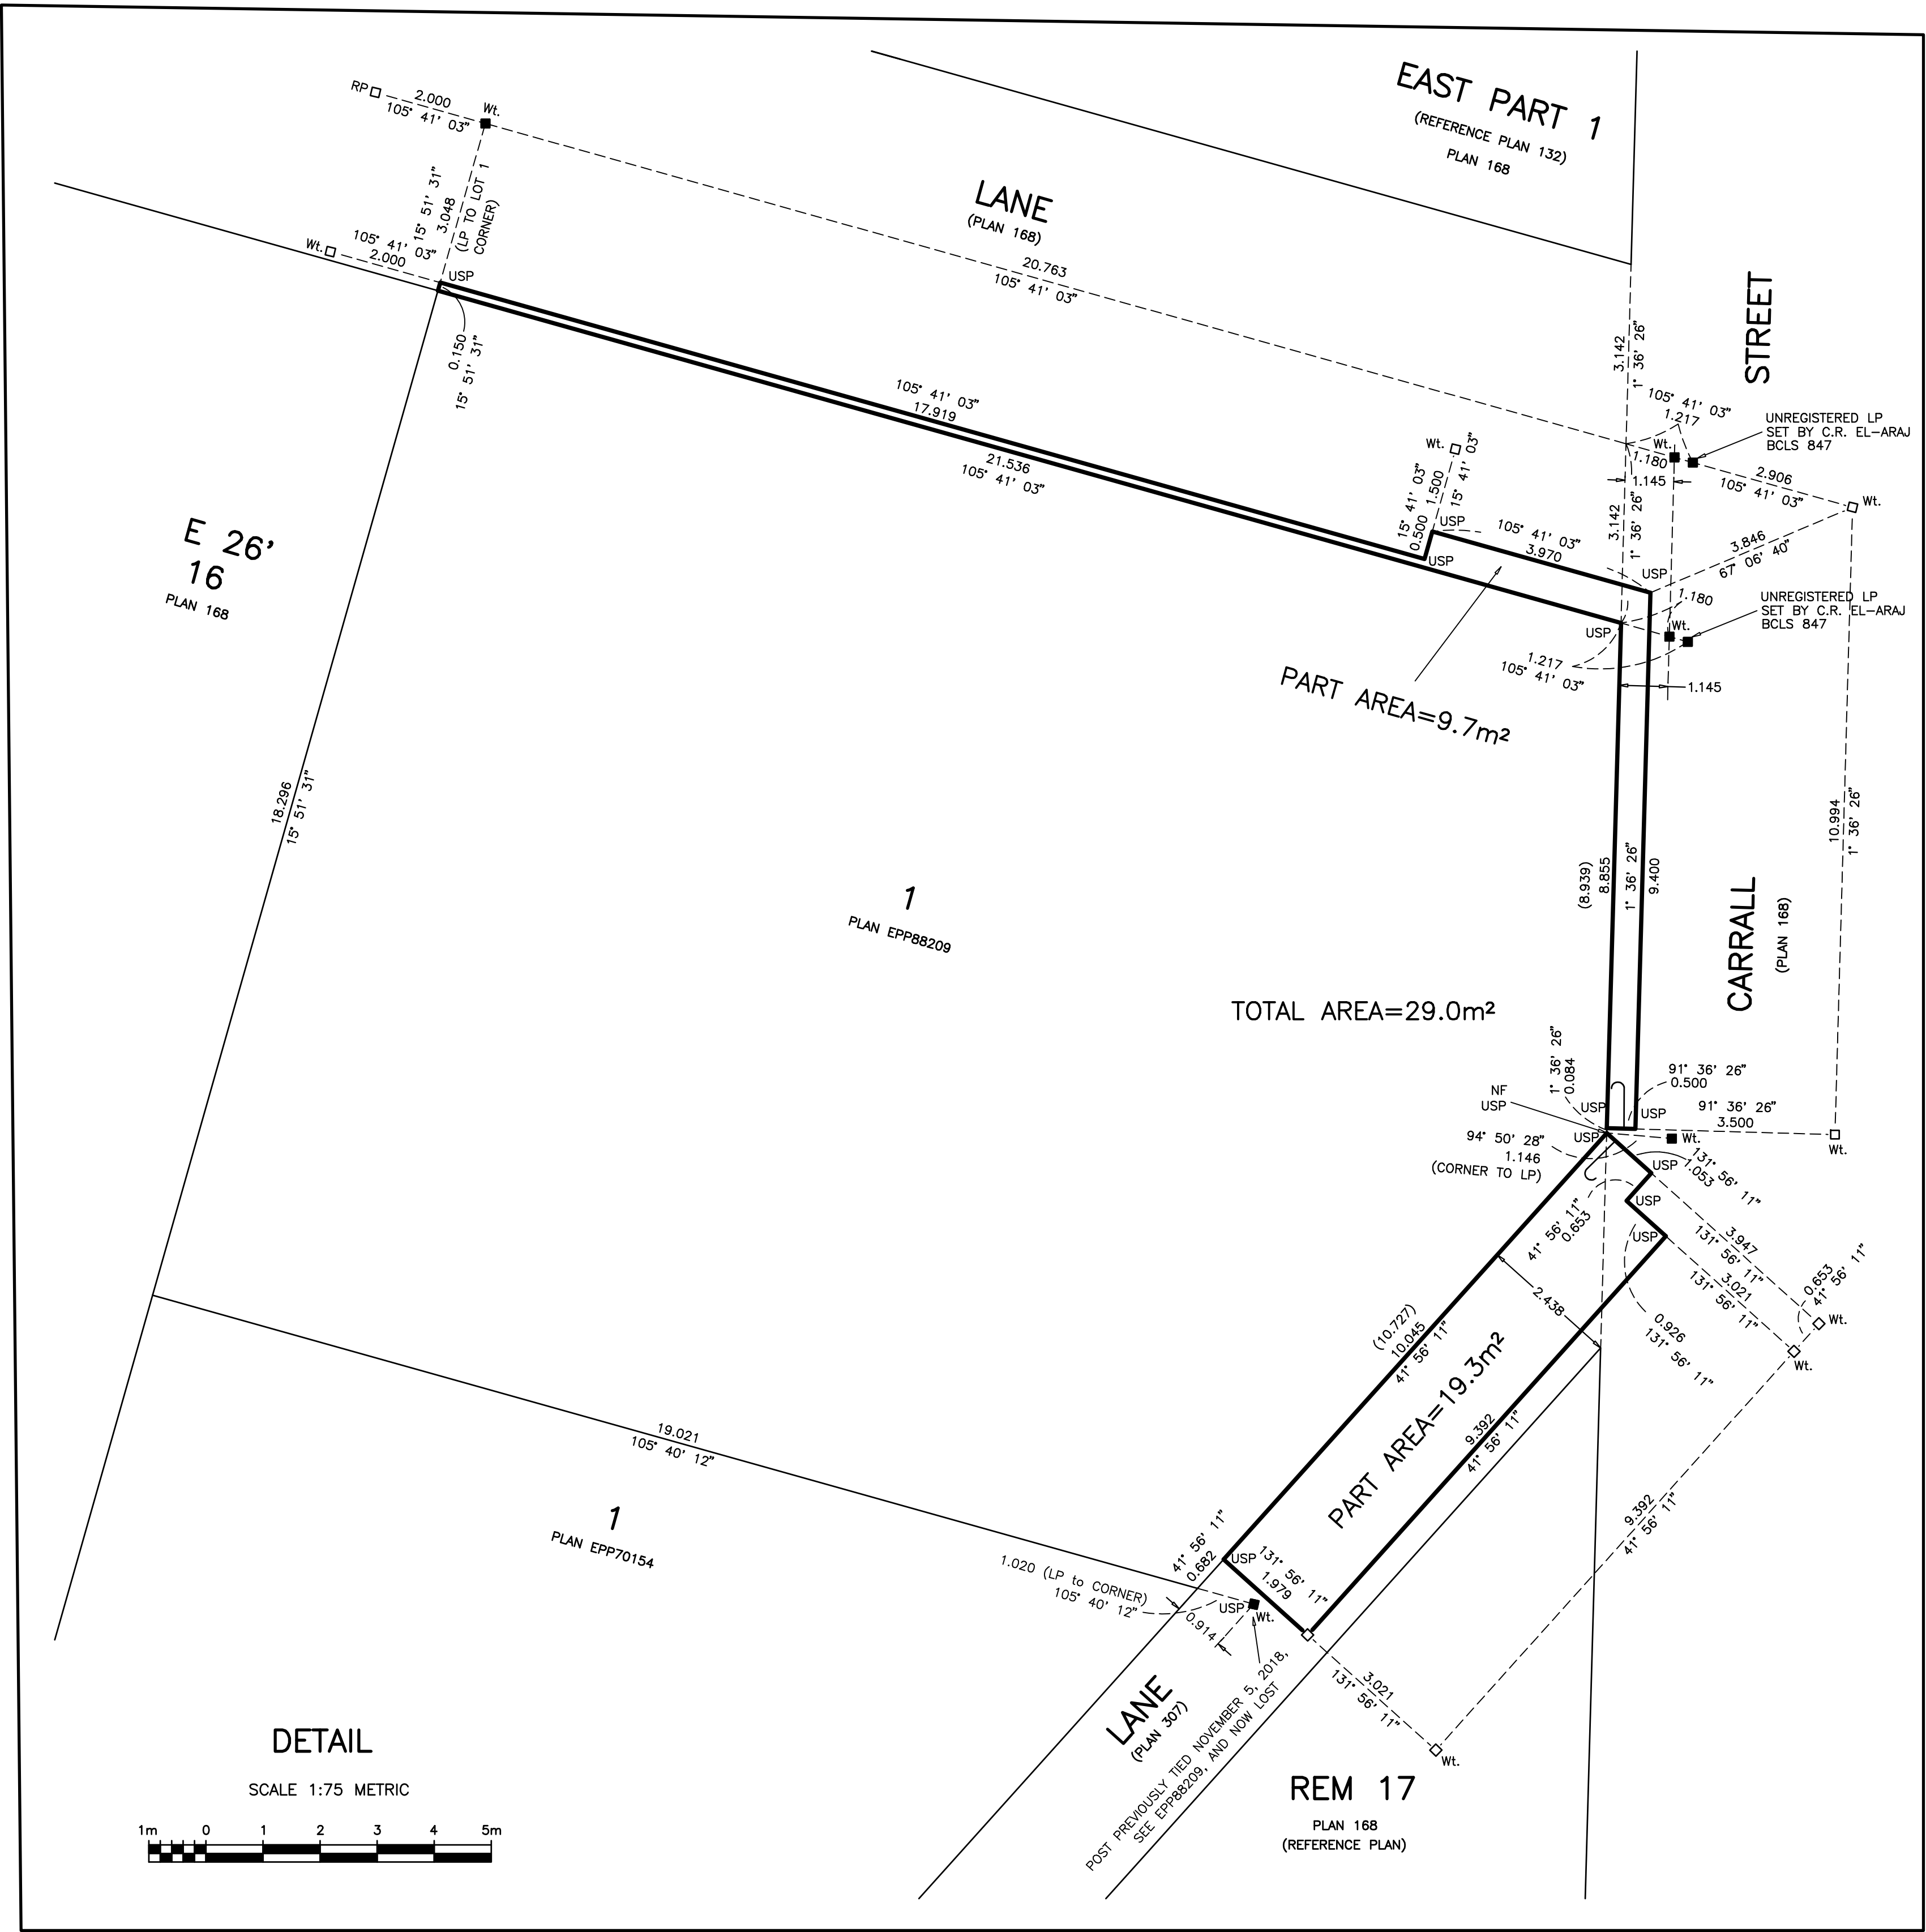 EAST PART 1
(REFERENCE PLAN 132)
PLAN 168
RP
2.000
105° 41' 03"
Wt.
15° 51' 31"
3.048
(LP TO LOT 1
CORNER)
LANE
(PLAN 168)
20.763
105° 41' 03"
Wt.
105° 41' 03"
2.000
USP
0.150
15° 51' 31"
STREET
3.142
1° 36' 26"
105° 41' 03"
1.217
UNREGISTERED LP
SET BY C.R. EL-ARAJ
BCLS 847
105° 41' 03"
17.919
21.536
105° 41' 03"
Wt.
15° 41' 03"
0.500
1.500
15° 41' 03"
USP
USP
105° 41' 03"
3.970
Wt.
1.180
1.145
2.906
105° 41' 03"
Wt.
3.142
1° 36' 26"
3.846
67° 06' 40"
USP
1.180
UNREGISTERED LP
SET BY C.R. EL-ARAJ
BCLS 847
E 26'
16
PLAN 168
USP
Wt.
1.217
105° 41' 03"
1.145
PART AREA=9.7m²
18.296
15° 51' 31"
10.994
1° 36' 26"
(8.939)
8.855
1° 36' 26"
9.400
1
PLAN EPP88209
CARRALL
(PLAN 168)
TOTAL AREA=29.0m²
1° 36' 26"
0.084
91° 36' 26"
0.500
NF
USP
USP
USP
91° 36' 26"
3.500
94° 50' 28"
1.146
(CORNER TO LP)
USP
Wt.
Wt.
131° 56' 11"
1.053
USP
USP
41° 56' 11"
0.653
USP
3.947
131° 56' 11"
3.021
131° 56' 11"
0.653
41° 56' 11"
Wt.
Wt.
2.438
0.926
131° 56' 11"
(10.727)
10.045
41° 56' 11"
PART AREA=19.3m²
9.392
41° 56' 11"
19.021
105° 40' 12"
9.392
41° 56' 11"
1
PLAN EPP70154
41° 56' 11"
0.682
USP
131° 56' 11"
1.979
1.020 (LP to CORNER)
105° 40' 12"
USP
Wt.
0.914
3.021
131° 56' 11"
Wt.
LANE
(PLAN 307)
POST PREVIOUSLY TIED NOVEMBER 5, 2018,
SEE EPP88209, AND NOW LOST
REM 17
PLAN 168
(REFERENCE PLAN)
DETAIL
SCALE 1:75 METRIC
1m 0 1 2 3 4 5m